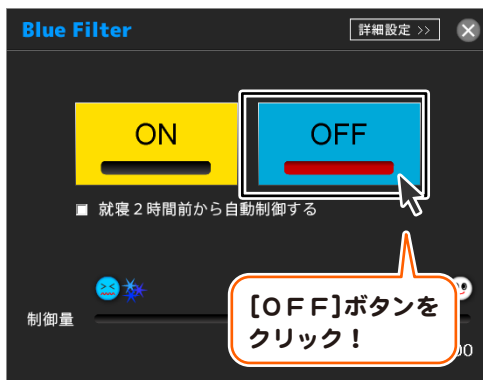 Blue Filter
詳細設定 >>
ON
OFF
就寝２時間前から自動制御する
制御量
[ＯＦＦ]ボタンを
クリック！